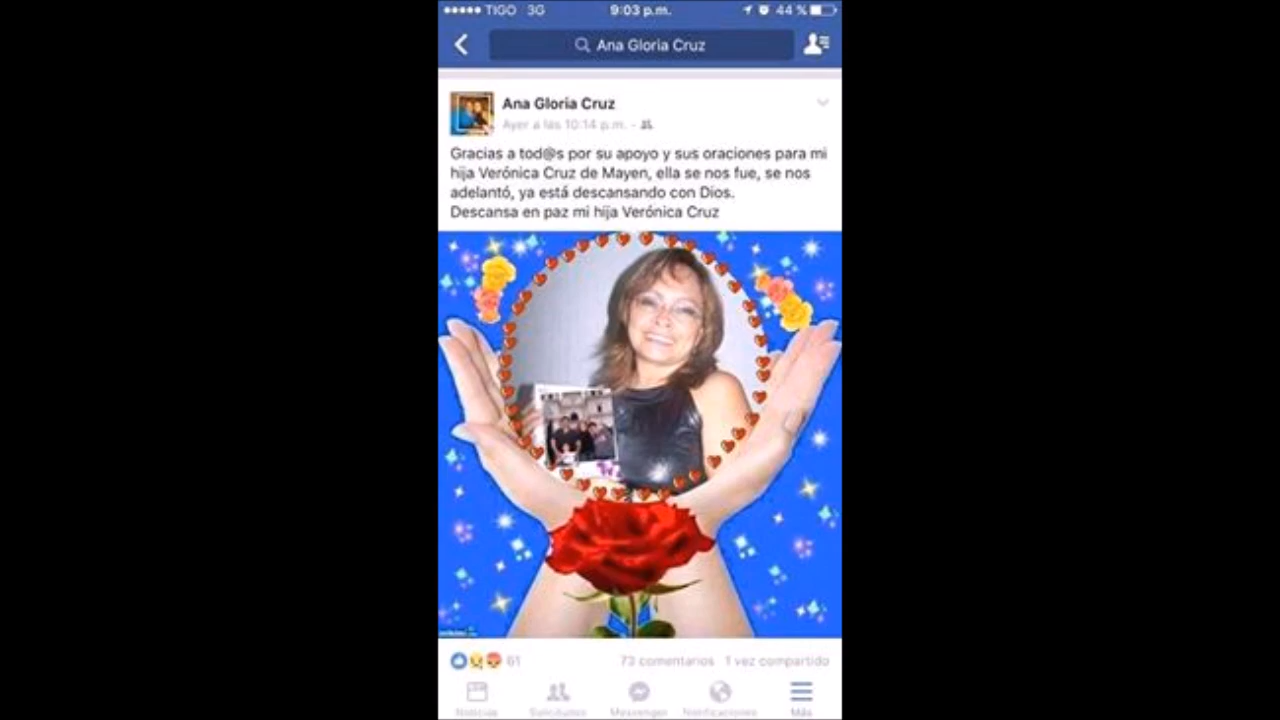 TIGO 3G 9:03 p.m. 44 %
Ana Gloria Cruz
Ana Gloria Cruz
Ayer a las 10:14 p.m. -
Gracias a tod@s por su apoyo y sus oraciones para mi
hija Verónica Cruz de Mayen, ella se nos fue, se nos
adelantó, ya está descansando con Dios.
Descansa en paz mi hija Verónica Cruz
61 73 comentarios 1 vez compartido
Noticias Solicitudes Messenger Notificaciones Más